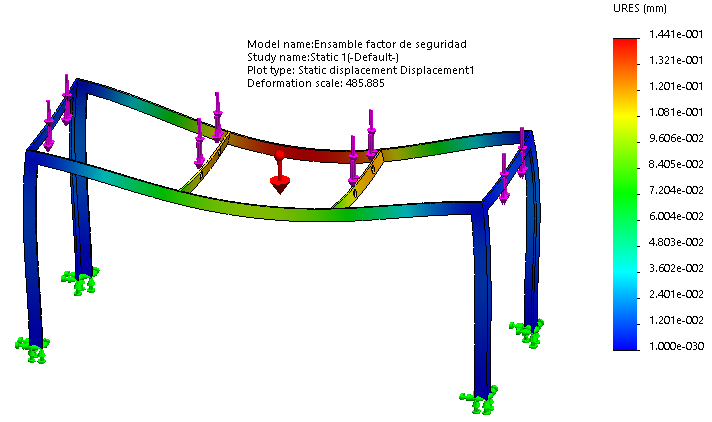 URES (mm)
Model name:Ensamble factor de seguridad
Study name:Static 1(-Default-)
Plot type: Static displacement Displacement1
Deformation scale: 485.885
1.441e-001
1.321e-001
1.201e-001
1.081e-001
9.606e-002
8.405e-002
7.204e-002
6.004e-002
4.803e-002
3.602e-002
2.401e-002
1.201e-002
1.000e-030